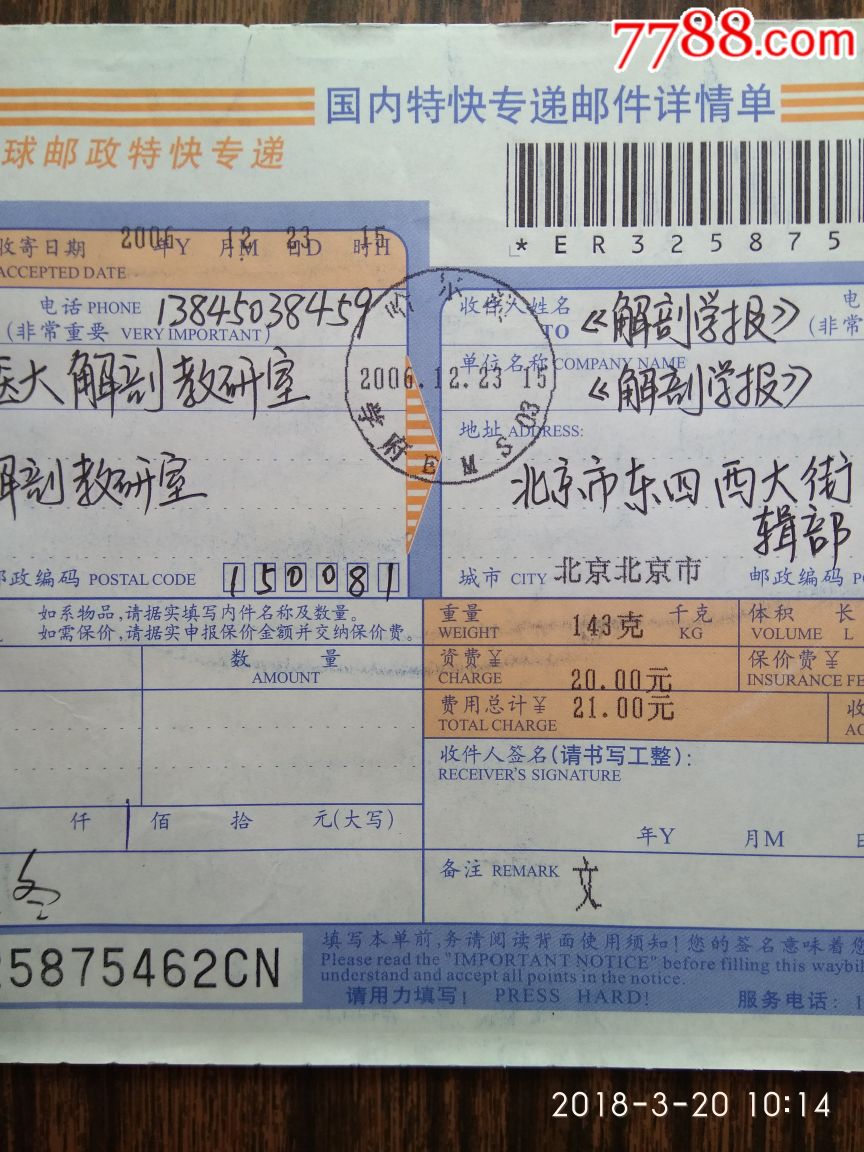 7788.com
国内特快专递邮件详情单
球邮政特快专递
*ER325875
收寄日期 2006 年Y 12 月M 23 日D 15 时H
ACCEPTED DATE
电话 PHONE 13845038459
(非常重要 VERY IMPORTANT)
医大解剖教研室
解剖教研室
邮政编码 POSTAL CODE 150081
哈尔滨
2006.12.23 15
府 EMS 03
收件人姓名 电
TO 《解剖学报》 (非常
单位名称 COMPANY NAME
《解剖学报》
地址 ADDRESS:
北京市东四西大街
辑部
城市 CITY 北京北京市 邮政编码 PO
如系物品,请据实填写内件名称及数量。
如需保价,请据实申报保价金额并交纳保价费。
数 量
AMOUNT
仟 佰 拾 元(大写)
重量 143克 千克 体积 长
WEIGHT KG VOLUME L
资费¥ 20.00元 保价费¥
CHARGE INSURANCE FE
费用总计¥ 21.00元 收
TOTAL CHARGE AC
收件人签名(请书写工整):
RECEIVER'S SIGNATURE
年Y 月M 日
备注 REMARK 文
25875462CN
填写本单前,务请阅读背面使用须知!您的签名意味着您
Please read the "IMPORTANT NOTICE" before filling this waybil
understand and accept all points in the notice.
请用力填写! PRESS HARD! 服务电话:1
2018-3-20 10:14